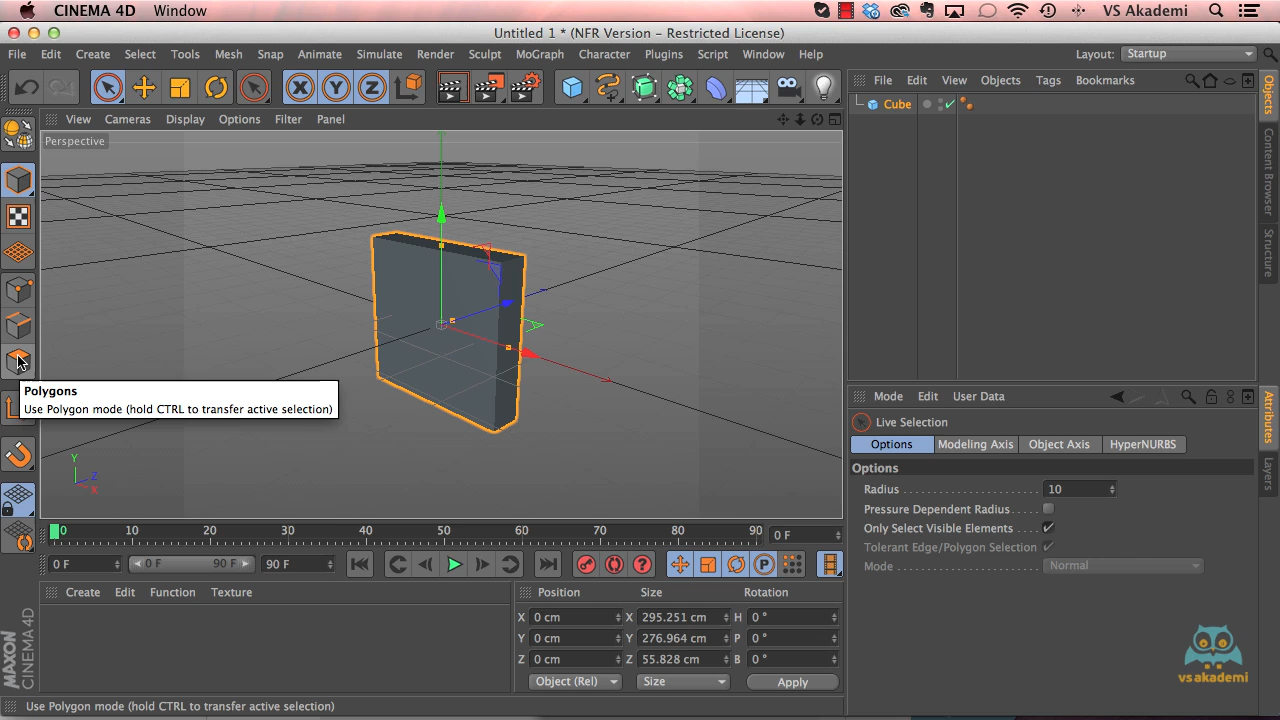 CINEMA 4D Window VS Akademi
Untitled 1 * (NFR Version - Restricted License)
File Edit Create Select Tools Mesh Snap Animate Simulate Render Sculpt MoGraph Character Plugins Script Window Help Layout: Startup
X Y Z
File Edit View Objects Tags Bookmarks
Cube
Objects
Content Browser
Structure
View Cameras Display Options Filter Panel
Perspective
Polygons
Use Polygon mode (hold CTRL to transfer active selection)
Y
Z
X
Mode Edit User Data
Live Selection
Options Modeling Axis Object Axis HyperNURBS
Options
Radius 10
Pressure Dependent Radius
Only Select Visible Elements
Tolerant Edge/Polygon Selection
Mode Normal
Attributes
Layers
0 10 20 30 40 50 60 70 80 90 0 F
0 F 0 F 90 F 90 F
P
Create Edit Function Texture
Position Size Rotation
X 0 cm X 295.251 cm H 0 °
Y 0 cm Y 276.964 cm P 0 °
Z 0 cm Z 55.828 cm B 0 °
Object (Rel) Size Apply
MAXON
CINEMA 4D
vs akademi
Use Polygon mode (hold CTRL to transfer active selection)